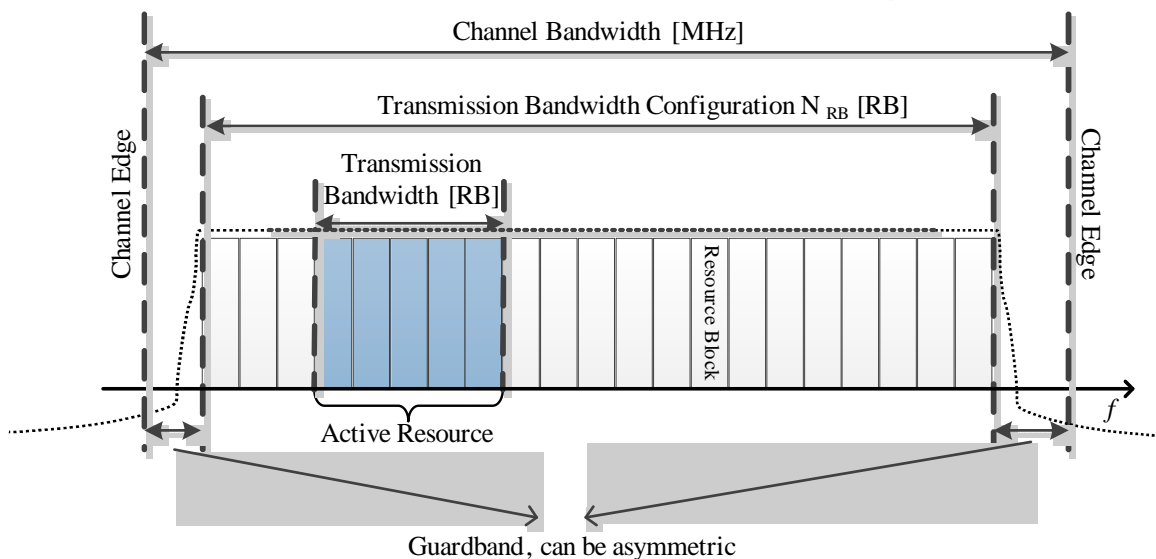 Channel Bandwidth [MHz]
Transmission Bandwidth Configuration N RB [RB]
Transmission
Bandwidth [RB]
Channel Edge
Channel Edge
Resource Block
f
Active Resource
Guardband, can be asymmetric